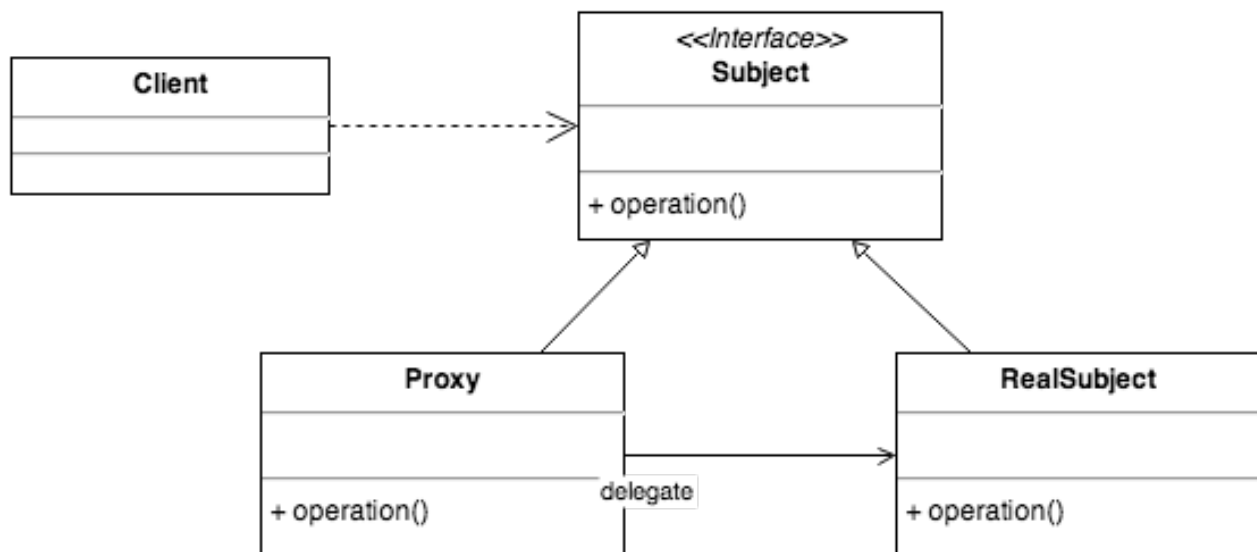 Client
<<Interface>>
Subject
+ operation()
Proxy
RealSubject
delegate
+ operation()
+ operation()